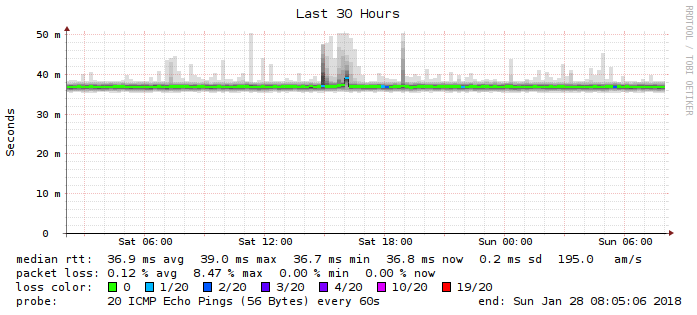 Last 30 Hours
RRDTOOL / TOBI OETIKER
50 m
40 m
30 m
20 m
10 m
0
Seconds
Sat 06:00 Sat 12:00 Sat 18:00 Sun 00:00 Sun 06:00
median rtt: 36.9 ms avg 39.0 ms max 36.7 ms min 36.8 ms now 0.2 ms sd 195.0 am/s
packet loss: 0.12 % avg 8.47 % max 0.00 % min 0.00 % now
loss color: 0 1/20 2/20 3/20 4/20 10/20 19/20
probe: 20 ICMP Echo Pings (56 Bytes) every 60s end: Sun Jan 28 08:05:06 2018